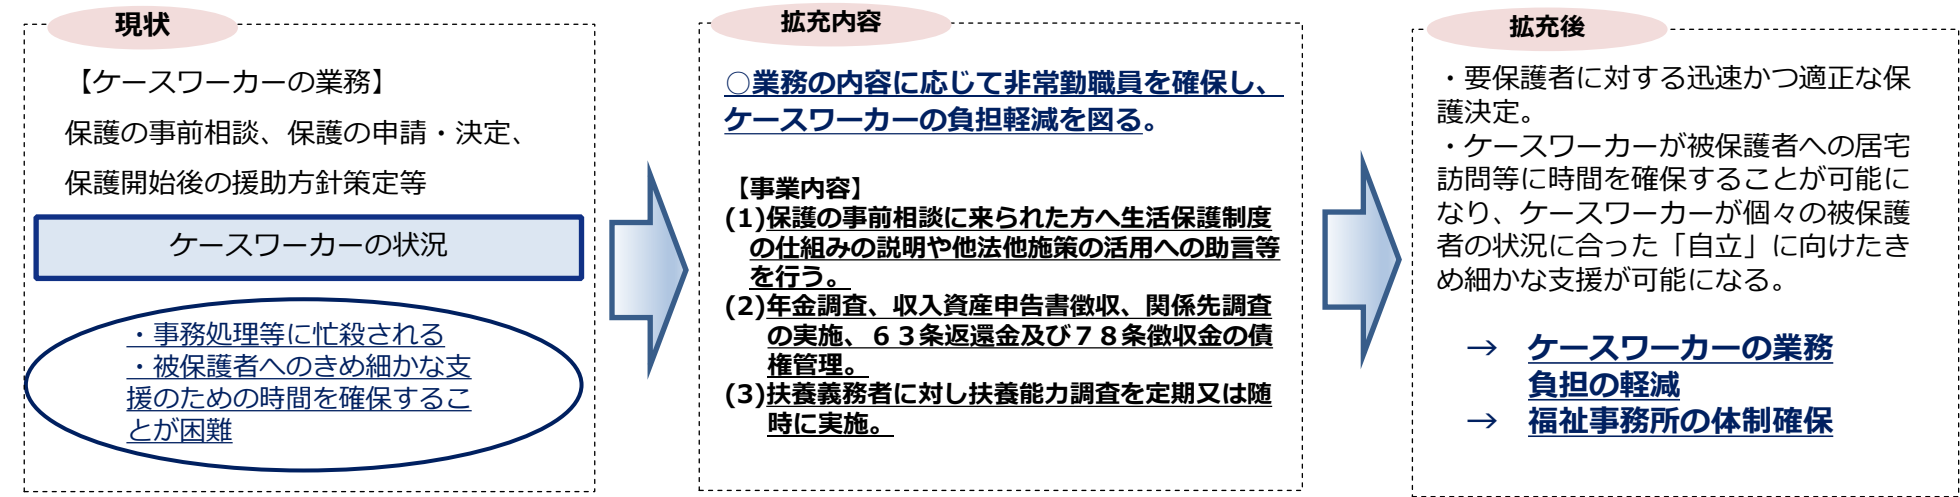 現状
【ケースワーカーの業務】
保護の事前相談、保護の申請・決定、
保護開始後の援助方針策定等
ケースワーカーの状況
・事務処理等に忙殺される
・被保護者へのきめ細かな支
援のための時間を確保するこ
とが困難
拡充内容
○業務の内容に応じて非常勤職員を確保し、
ケースワーカーの負担軽減を図る。
【事業内容】
(1)保護の事前相談に来られた方へ生活保護制度
の仕組みの説明や他法他施策の活用への助言等
を行う。
(2)年金調査、収入資産申告書徴収、関係先調査
の実施、６３条返還金及び７８条徴収金の債
権管理。
(3)扶養義務者に対し扶養能力調査を定期又は随
時に実施。
拡充後
・要保護者に対する迅速かつ適正な保
護決定。
・ケースワーカーが被保護者への居宅
訪問等に時間を確保することが可能に
なり、ケースワーカーが個々の被保護
者の状況に合った「自立」に向けたき
め細かな支援が可能になる。
→ ケースワーカーの業務
負担の軽減
→ 福祉事務所の体制確保